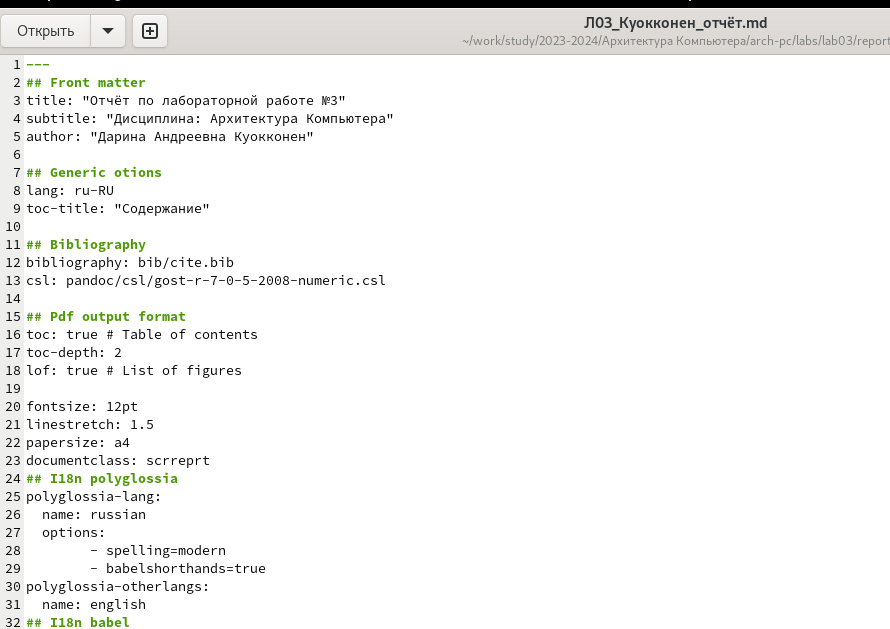 Открыть
Л03_Куокконен_отчёт.md
~/work/study/2023-2024/Архитектура Компьютера/arch-pc/labs/lab03/report
1 ---
2 ## Front matter
3 title: "Отчёт по лабораторной работе №3"
4 subtitle: "Дисциплина: Архитектура Компьютера"
5 author: "Дарина Андреевна Куокконен"
6
7 ## Generic otions
8 lang: ru-RU
9 toc-title: "Содержание"
10
11 ## Bibliography
12 bibliography: bib/cite.bib
13 csl: pandoc/csl/gost-r-7-0-5-2008-numeric.csl
14
15 ## Pdf output format
16 toc: true # Table of contents
17 toc-depth: 2
18 lof: true # List of figures
19
20 fontsize: 12pt
21 linestretch: 1.5
22 papersize: a4
23 documentclass: scrreprt
24 ## I18n polyglossia
25 polyglossia-lang:
26   name: russian
27   options:
28         - spelling=modern
29         - babelshorthands=true
30 polyglossia-otherlangs:
31   name: english
32 ## I18n babel